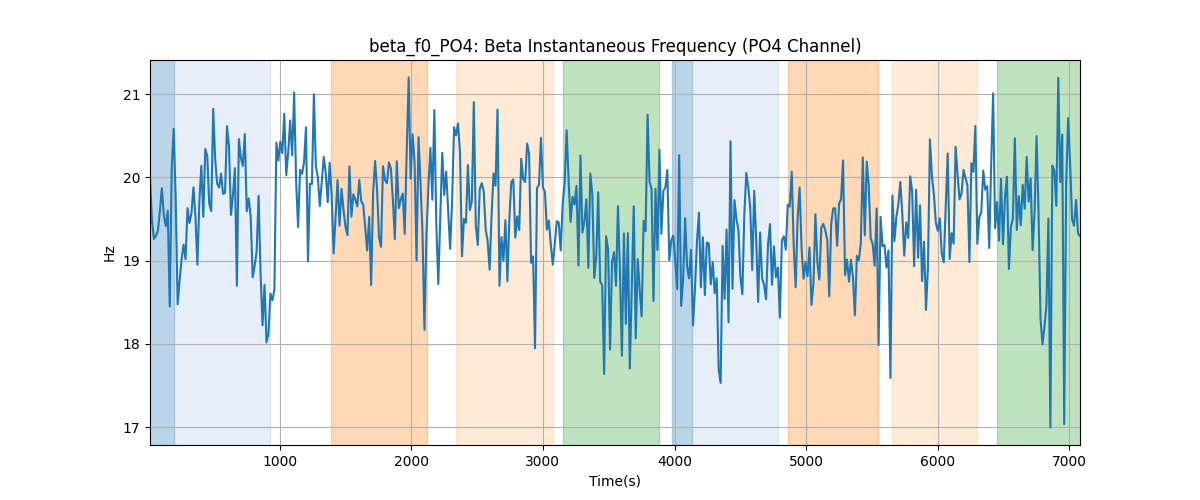 beta_f0_PO4: Beta Instantaneous Frequency (PO4 Channel)
21
20
19
18
17
Hz
1000 2000 3000 4000 5000 6000 7000
Time(s)